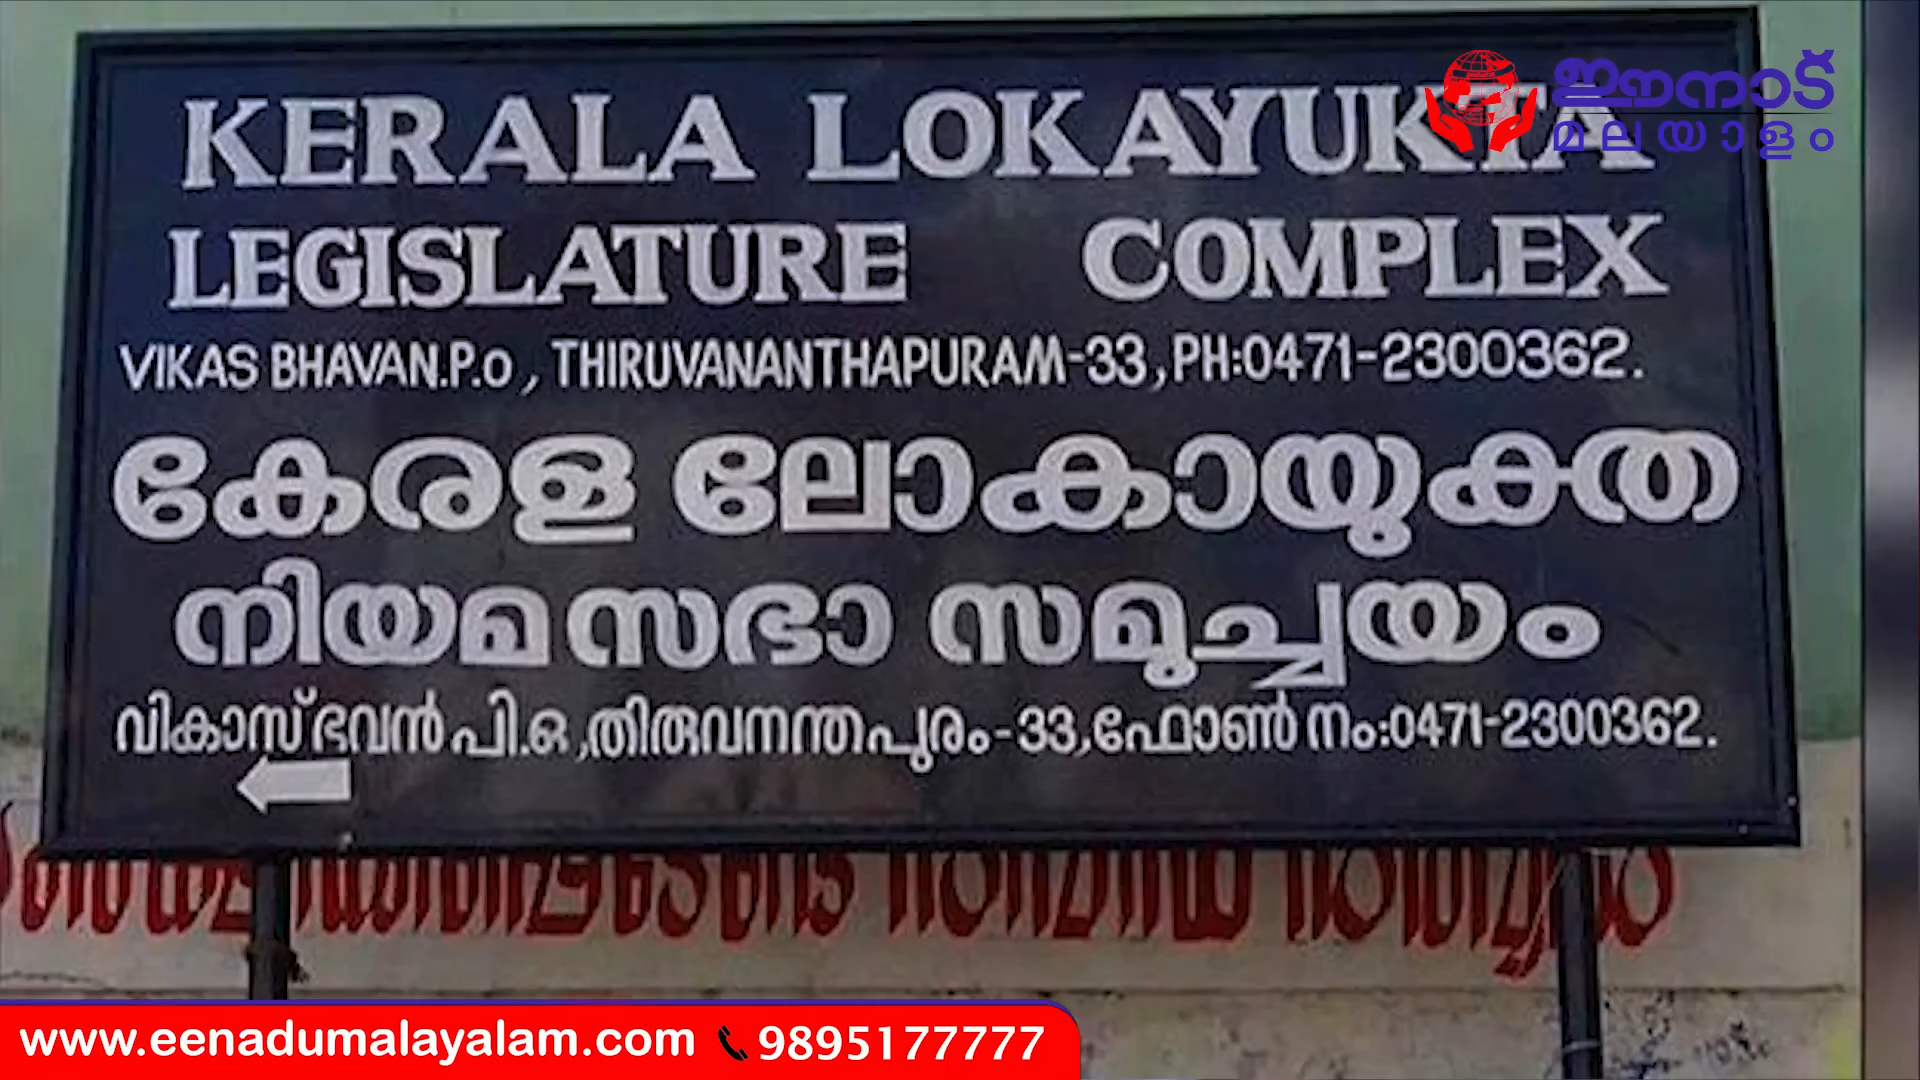 KERALA LOKAYUKTA
LEGISLATURE COMPLEX
VIKAS BHAVAN.P.O, THIRUVANANTHAPURAM-33, PH:0471-2300362.
കേരള ലോകായുക്ത
നിയമസഭാ സമുച്ചയം
വികാസ് ഭവൻ പി.ഒ, തിരുവനന്തപുരം-33, ഫോൺ നം:0471-2300362.
ഈനാട്
മലയാളം
www.eenadumalayalam.com 9895177777